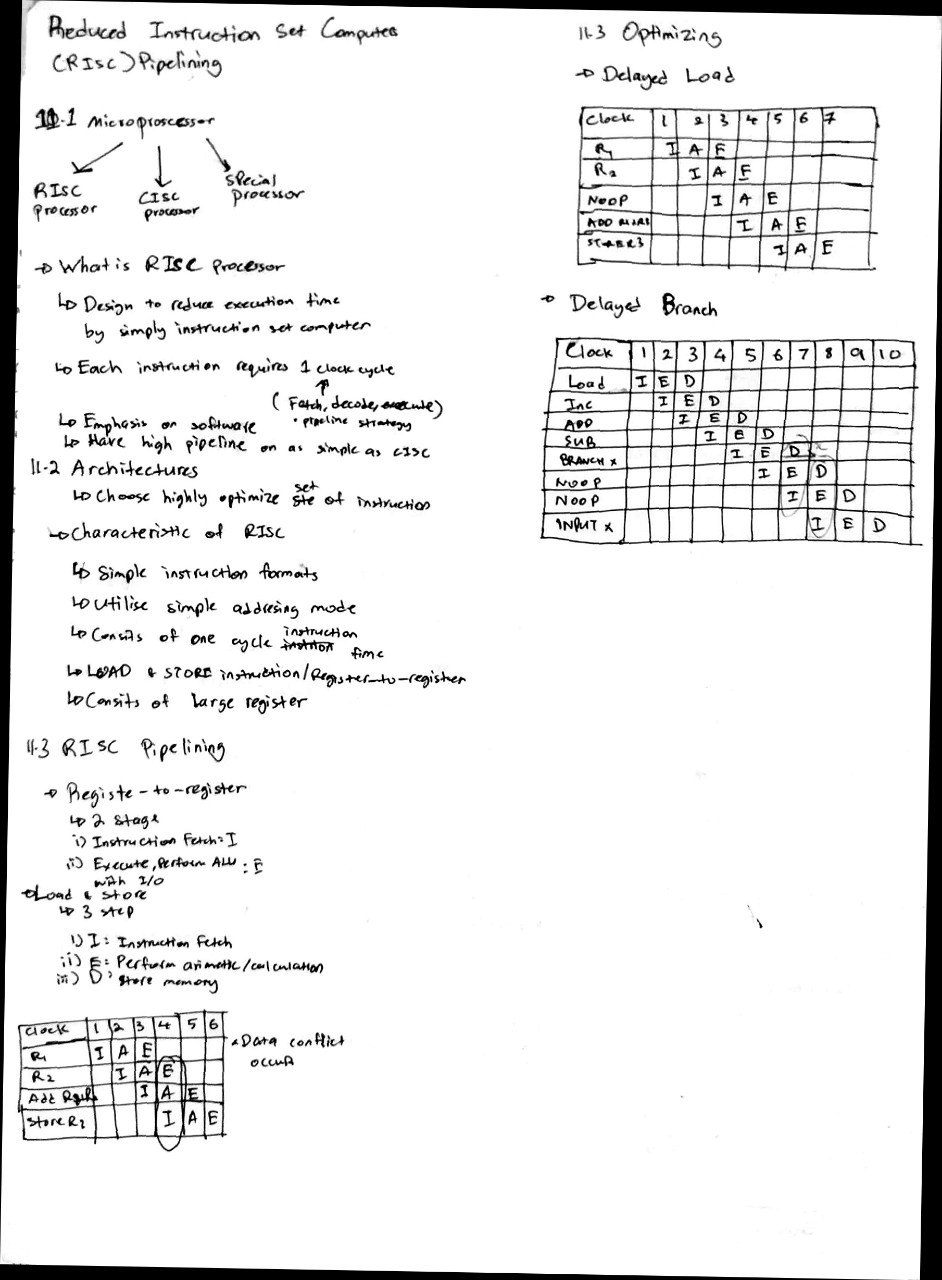 Reduced Instruction Set Computer
(RISC) Pipelining
11.1 Microproscessor
RISC
processor
CISC
processor
special
processor
→ What is RISC processor
↳ Design to reduce execution time
by simply instruction set computer
↳ Each instruction requires 1 clock cycle
(Fetch, decode, execute)
• pipeline strategy
↳ Emphasis on software
↳ Have high pipeline on as simple as CISC
11.2 Architectures
↳ Choose highly optimize set of instruction
→ Characteristic of RISC
↳ Simple instruction formats
↳ Utilise simple addresing mode
↳ Consits of one cycle instruction time
↳ LOAD & STORE instruction/Register-to-register
↳ Consits of large register
11.3 RISC Pipelining
→ Registe-to-register
↳ 2 stage
i) Instruction Fetch: I
ii) Execute, Perform ALU : E
with I/O
→ Load & store
↳ 3 step
i) I: Instruction Fetch
ii) E: Perform arimetic/calculation
iii) D: Store memory
Clock 1 2 3 4 5 6
R1 I A E
R2 I A E
Add I A E
Store R3 I A E
• Data conflict
occur
11.3 Optimizing
→ Delayed Load
Clock 1 2 3 4 5 6 7
R1 I A E
R2 I A E
NOOP I A E
ADD I A E
STORER3 I A E
→ Delayed Branch
Clock 1 2 3 4 5 6 7 8 9 10
Load I E D
Inc I E D
ADD I E D
SUB I E D
BRANCH X I E D
NOOP I E D
NOOP I E D
INPUT X I E D